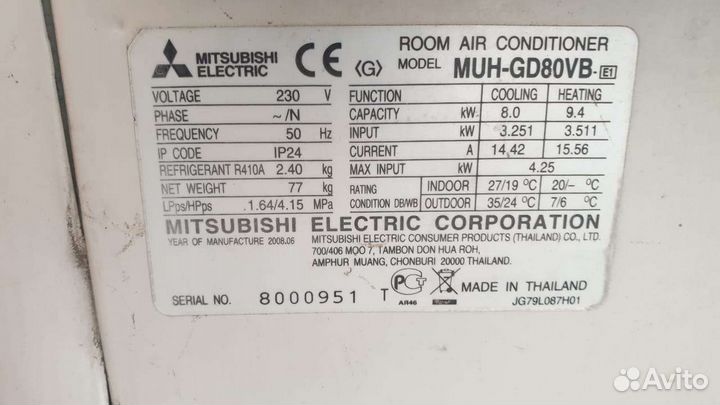 MITSUBISHI ELECTRIC
CE
⟨G⟩
ROOM AIR CONDITIONER
MODEL MUH-GD80VB-E1
VOLTAGE 230 V
PHASE ~/N
FREQUENCY 50 Hz
IP CODE IP24
REFRIGERANT R410A 2.40 kg
NET WEIGHT 77 kg
LPps/HPps 1.64/4.15 MPa
FUNCTION COOLING HEATING
CAPACITY kW 8.0 9.4
INPUT kW 3.251 3.511
CURRENT A 14.42 15.56
MAX INPUT kW 4.25
RATING CONDITION DB/WB
INDOOR 27/19 ºC 20/– ºC
OUTDOOR 35/24 ºC 7/6 ºC
MITSUBISHI ELECTRIC CORPORATION
YEAR OF MANUFACTURE 2008.06
MITSUBISHI ELECTRIC CONSUMER PRODUCTS (THAILAND) CO., LTD.
700/406 MOO 7, TAMBON DON HUA ROH,
AMPHUR MUANG, CHONBURI 20000 THAILAND.
SERIAL NO. 8000951 T
АЯ46
MADE IN THAILAND
JG79L087H01
Avito